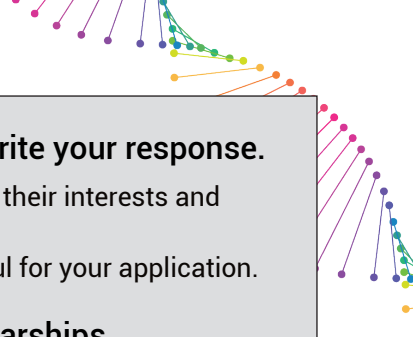 rite your response.
their interests and
ul for your application.
arships